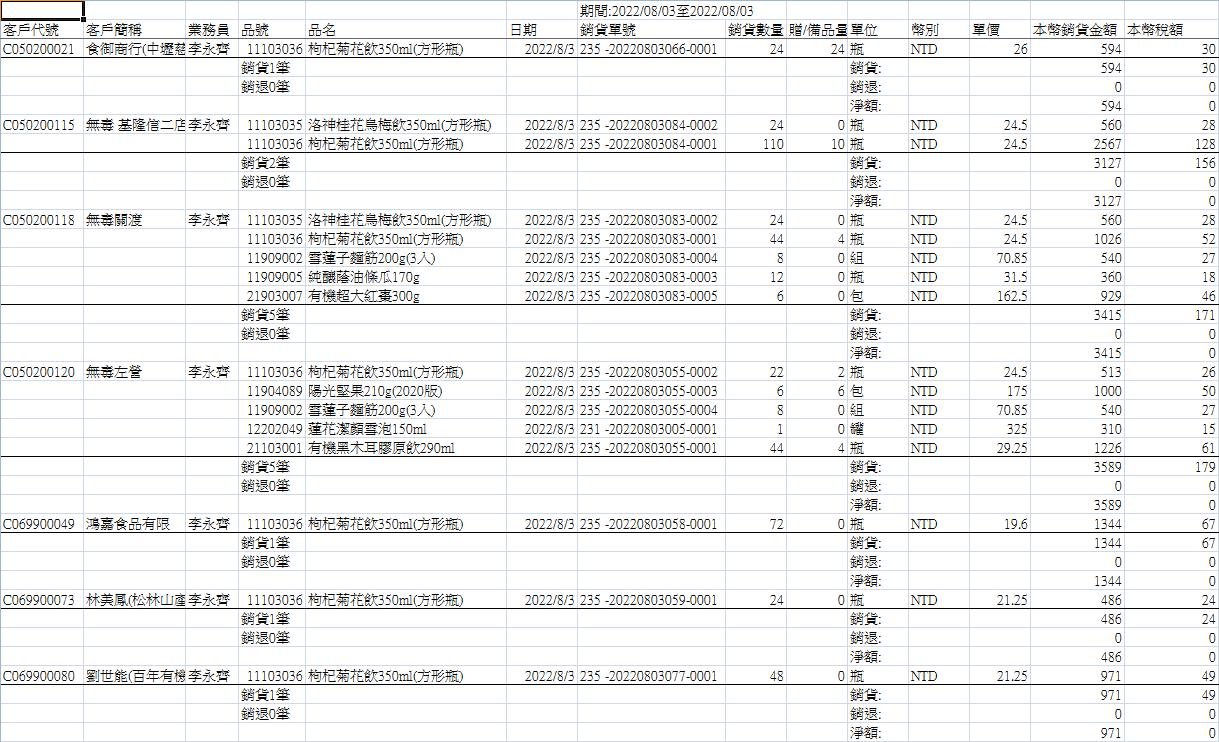 期間:2022/08/03至2022/08/03
客戶代號 客戶簡稱 業務員 品號 品名 日期 銷貨單號 銷貨數量 贈/備品量 單位 幣別 單價 本幣銷貨金額 本幣稅額
C050200021 食御商行(中壢慈 李永齊 11103036 枸杞菊花飲350ml(方形瓶) 2022/8/3 235 -20220803066-0001 24 24 瓶 NTD 26 594 30
銷貨1筆 銷貨: 594 30
銷退0筆 銷退: 0 0
淨額: 594 0
C050200115 無毒 基隆信二店 李永齊 11103035 洛神桂花烏梅飲350ml(方形瓶) 2022/8/3 235 -20220803084-0002 24 0 瓶 NTD 24.5 560 28
11103036 枸杞菊花飲350ml(方形瓶) 2022/8/3 235 -20220803084-0001 110 10 瓶 NTD 24.5 2567 128
銷貨2筆 銷貨: 3127 156
銷退0筆 銷退: 0 0
淨額: 3127 0
C050200118 無毒關渡 李永齊 11103035 洛神桂花烏梅飲350ml(方形瓶) 2022/8/3 235 -20220803083-0002 24 0 瓶 NTD 24.5 560 28
11103036 枸杞菊花飲350ml(方形瓶) 2022/8/3 235 -20220803083-0001 44 4 瓶 NTD 24.5 1026 52
11909002 雪蓮子麵筋200g(3入) 2022/8/3 235 -20220803083-0004 8 0 組 NTD 70.85 540 27
11909005 純釀蔭油條瓜170g 2022/8/3 235 -20220803083-0003 12 0 瓶 NTD 31.5 360 18
21903007 有機超大紅棗300g 2022/8/3 235 -20220803083-0005 6 0 包 NTD 162.5 929 46
銷貨5筆 銷貨: 3415 171
銷退0筆 銷退: 0 0
淨額: 3415 0
C050200120 無毒左營 李永齊 11103036 枸杞菊花飲350ml(方形瓶) 2022/8/3 235 -20220803055-0002 22 2 瓶 NTD 24.5 513 26
11904089 陽光堅果210g(2020版) 2022/8/3 235 -20220803055-0003 6 6 包 NTD 175 1000 50
11909002 雪蓮子麵筋200g(3入) 2022/8/3 235 -20220803055-0004 8 0 組 NTD 70.85 540 27
12202049 蓮花潔顏雪泡150ml 2022/8/3 231 -20220803005-0001 1 0 罐 NTD 325 310 15
21103001 有機黑木耳膠原飲290ml 2022/8/3 235 -20220803055-0001 44 4 瓶 NTD 29.25 1226 61
銷貨5筆 銷貨: 3589 179
銷退0筆 銷退: 0 0
淨額: 3589 0
C069900049 鴻嘉食品有限 李永齊 11103036 枸杞菊花飲350ml(方形瓶) 2022/8/3 235 -20220803058-0001 72 0 瓶 NTD 19.6 1344 67
銷貨1筆 銷貨: 1344 67
銷退0筆 銷退: 0 0
淨額: 1344 0
C069900073 林美鳳(松林山產 李永齊 11103036 枸杞菊花飲350ml(方形瓶) 2022/8/3 235 -20220803059-0001 24 0 瓶 NTD 21.25 486 24
銷貨1筆 銷貨: 486 24
銷退0筆 銷退: 0 0
淨額: 486 0
C069900080 劉世能(百年有機 李永齊 11103036 枸杞菊花飲350ml(方形瓶) 2022/8/3 235 -20220803077-0001 48 0 瓶 NTD 21.25 971 49
銷貨1筆 銷貨: 971 49
銷退0筆 銷退: 0 0
淨額: 971 0